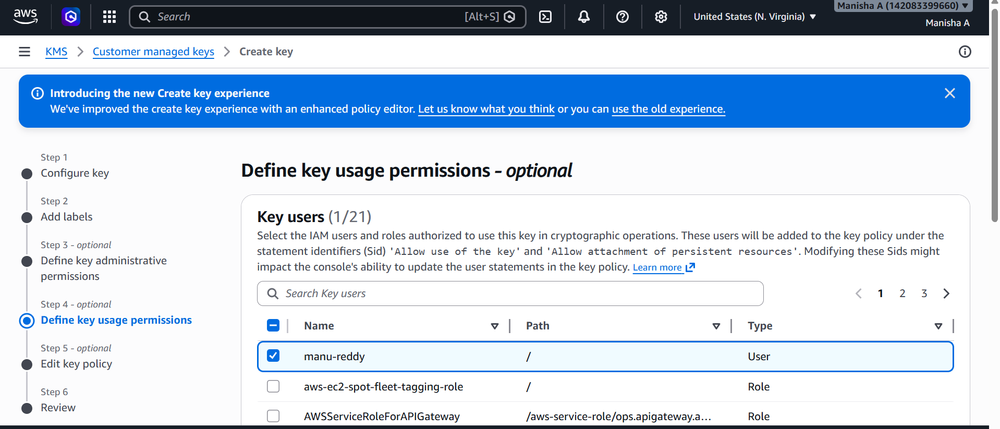 aws
Search
[Alt+S]
United States (N. Virginia)
Manisha A (142083399660)
Manisha A
KMS
Customer managed keys
Create key
Introducing the new Create key experience
We've improved the create key experience with an enhanced policy editor. Let us know what you think or you can use the old experience.
Step 1
Configure key
Step 2
Add labels
Step 3 - optional
Define key administrative
permissions
Step 4 - optional
Define key usage permissions
Step 5 - optional
Edit key policy
Step 6
Review
Define key usage permissions - optional
Key users (1/21)
Select the IAM users and roles authorized to use this key in cryptographic operations. These users will be added to the key policy under the
statement identifiers (Sid) 'Allow use of the key' and 'Allow attachment of persistent resources'. Modifying these Sids might
impact the console's ability to update the user statements in the key policy. Learn more
Search Key users
1 2 3
Name Path Type
manu-reddy / User
aws-ec2-spot-fleet-tagging-role / Role
AWSServiceRoleForAPIGateway /aws-service-role/ops.apigateway.a... Role